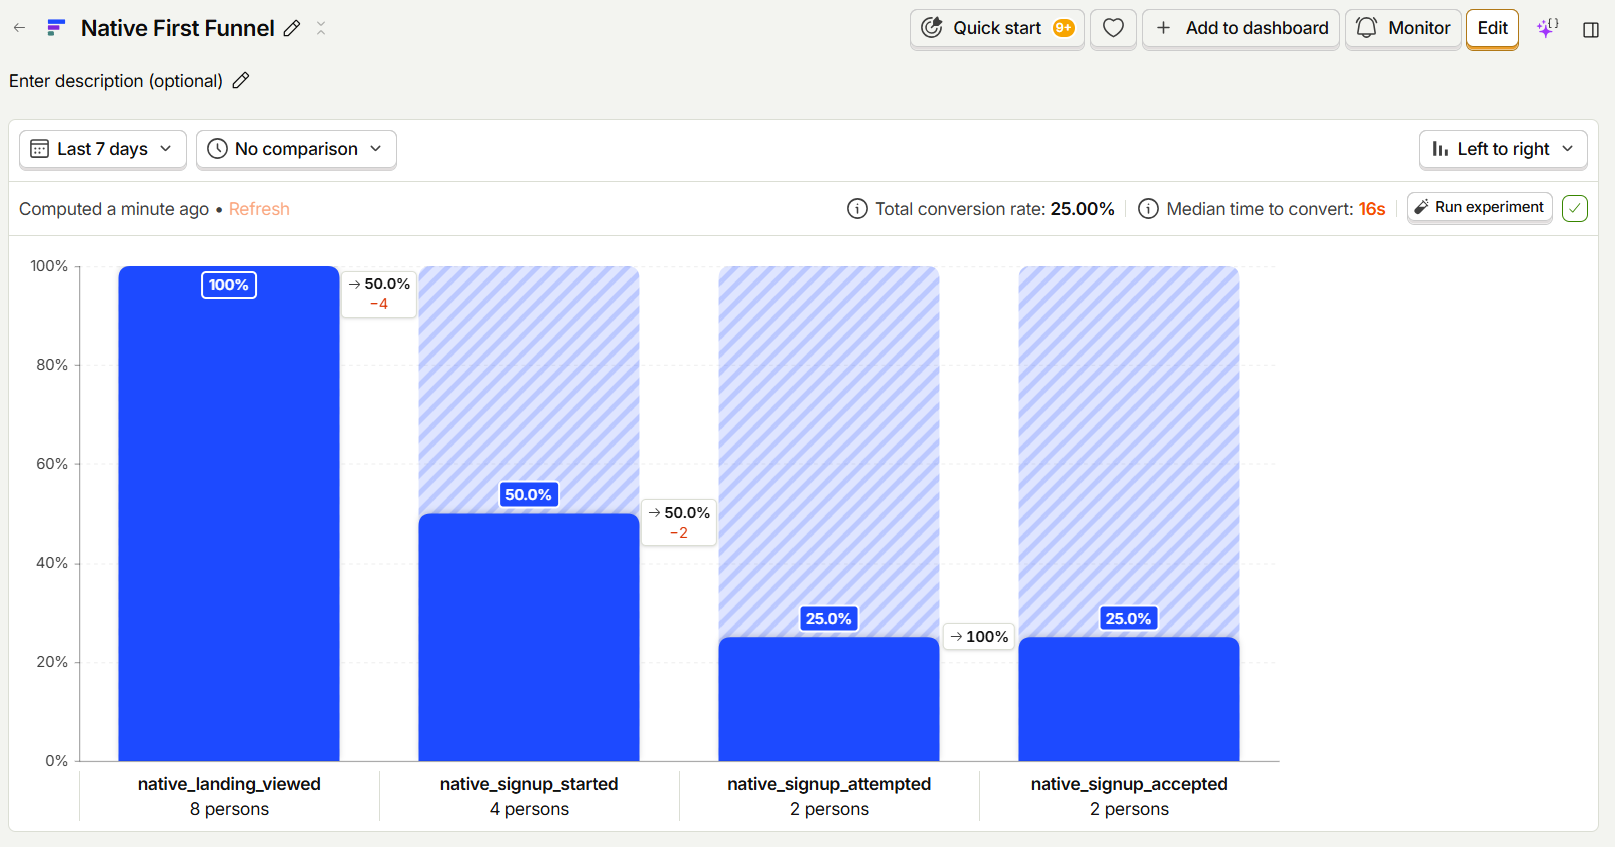 Native First Funnel
Quick start 9+
Add to dashboard
Monitor
Edit
Enter description (optional)
Last 7 days
No comparison
Left to right
Computed a minute ago • Refresh
Total conversion rate: 25.00%
Median time to convert: 16s
Run experiment
100%
80%
60%
40%
20%
0%
100%
→ 50.0%
−4
50.0%
→ 50.0%
−2
25.0%
→ 100%
25.0%
native_landing_viewed
8 persons
native_signup_started
4 persons
native_signup_attempted
2 persons
native_signup_accepted
2 persons